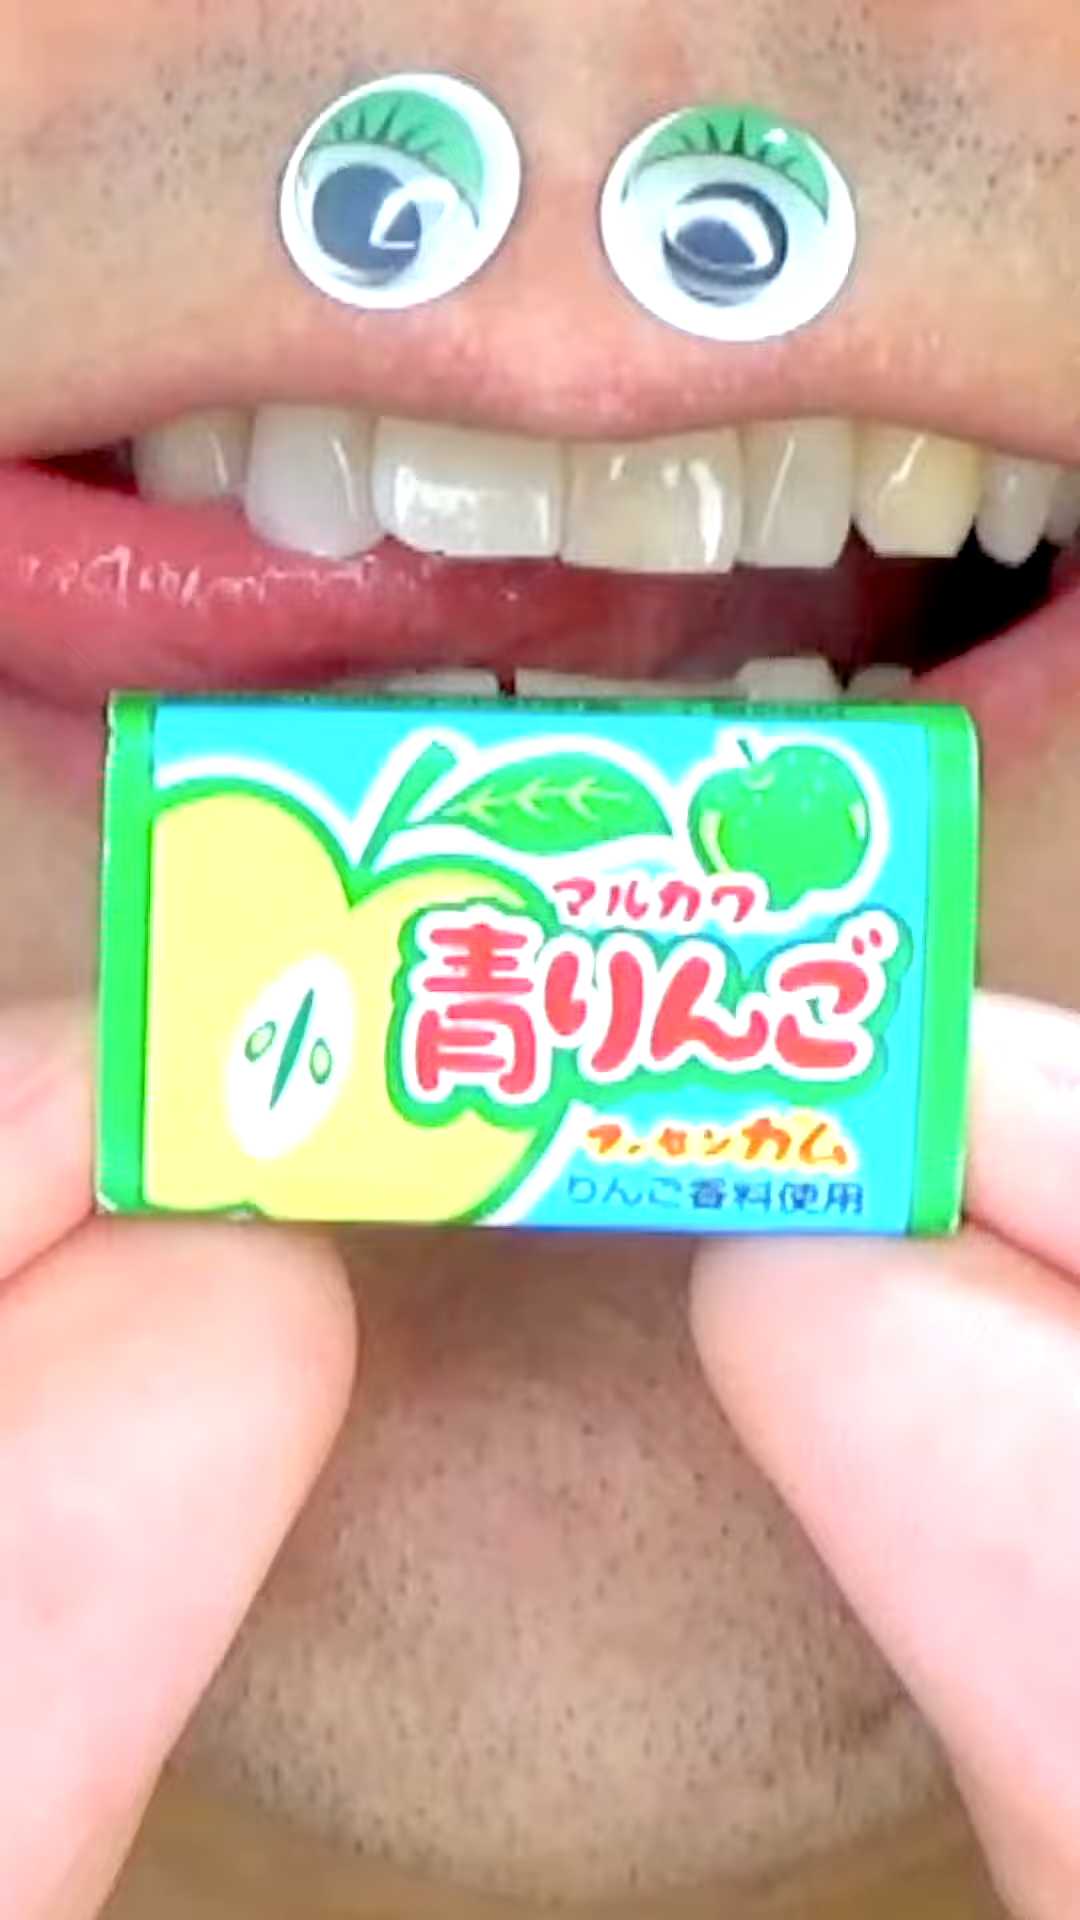 マルカワ
青りんご
フーセンガム
りんご香料使用